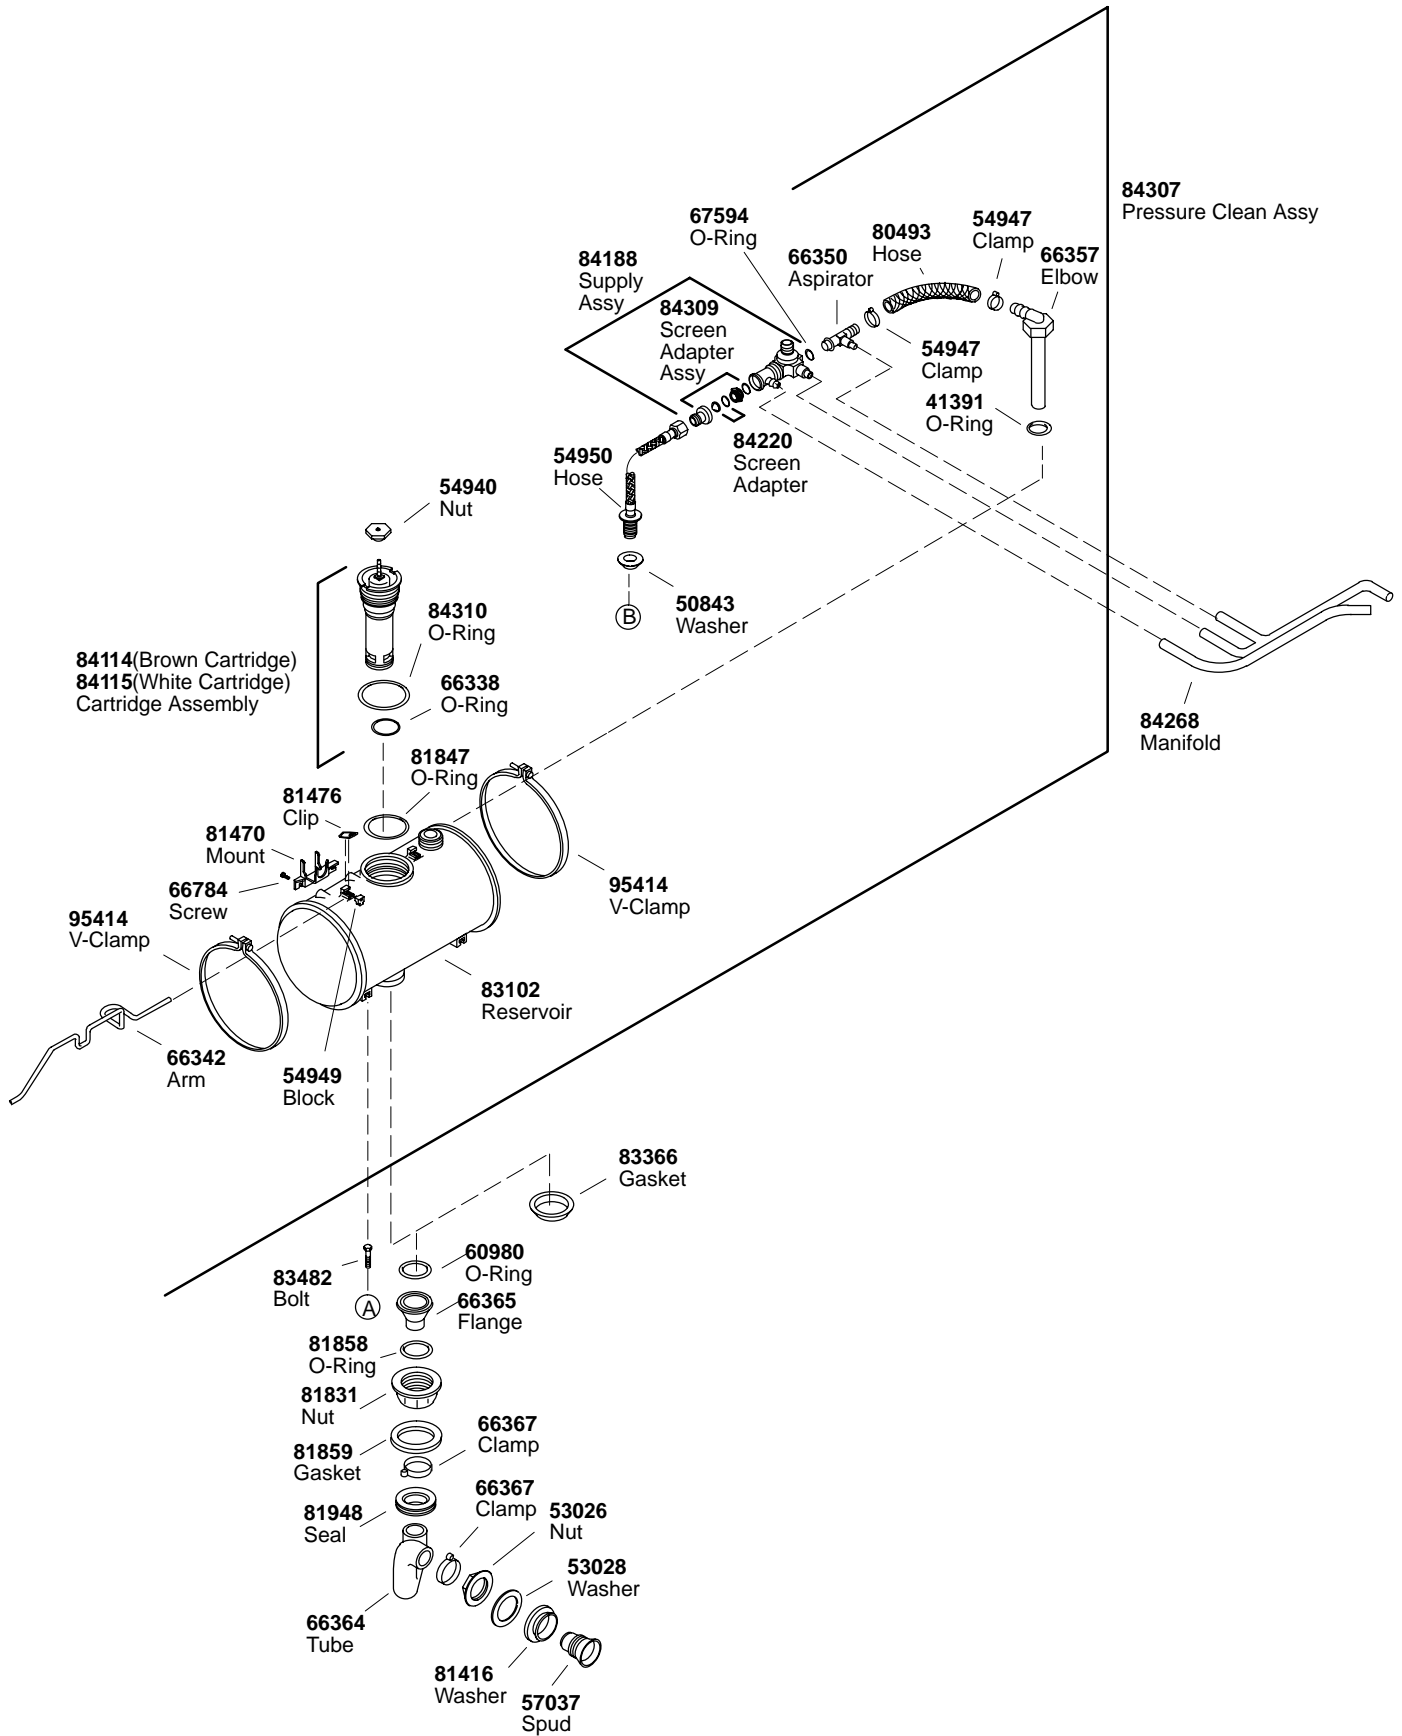 84307
Pressure Clean Assy
67594
O-Ring
80493
Hose
54947
Clamp
66350
Aspirator
66357
Elbow
84188
Supply
Assy
84309
Screen
Adapter
Assy
54947
Clamp
41391
O-Ring
84220
Screen
Adapter
54950
Hose
54940
Nut
50843
Washer
B
84310
O-Ring
84114(Brown Cartridge)
84115(White Cartridge)
Cartridge Assembly
66338
O-Ring
84268
Manifold
81847
O-Ring
81476
Clip
81470
Mount
66784
Screw
95414
V-Clamp
95414
V-Clamp
83102
Reservoir
66342
Arm
54949
Block
83366
Gasket
60980
O-Ring
83482
Bolt
A
66365
Flange
81858
O-Ring
81831
Nut
66367
Clamp
81859
Gasket
66367
Clamp
81948
Seal
53026
Nut
53028
Washer
66364
Tube
81416
Washer
57037
Spud